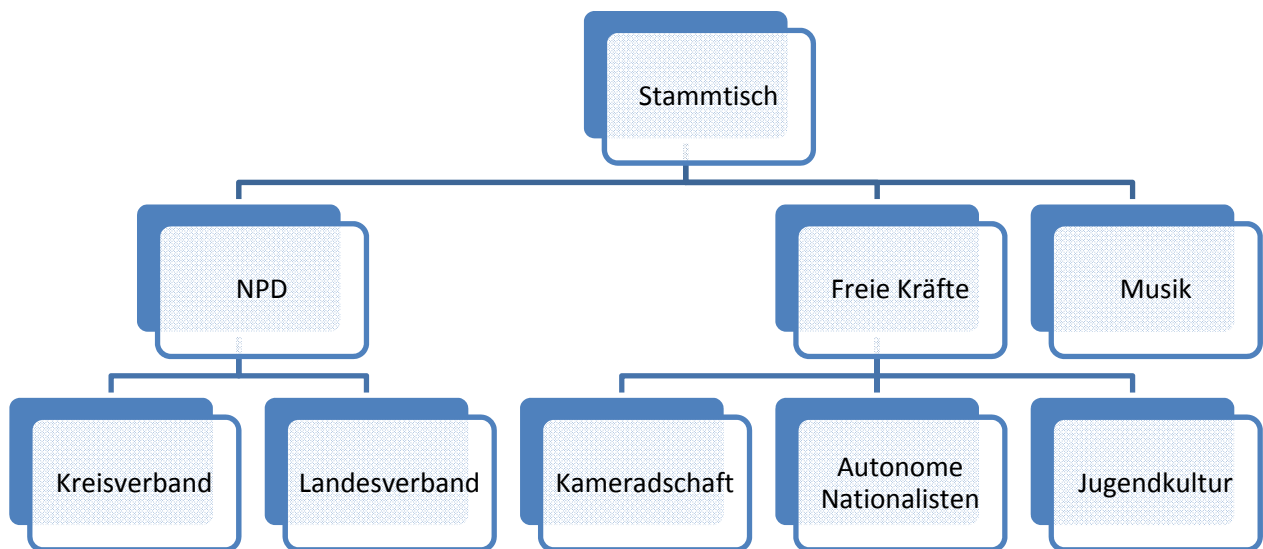 Stammtisch
NPD
Freie Kräfte
Musik
Kreisverband
Landesverband
Kameradschaft
Autonome
Nationalisten
Jugendkultur